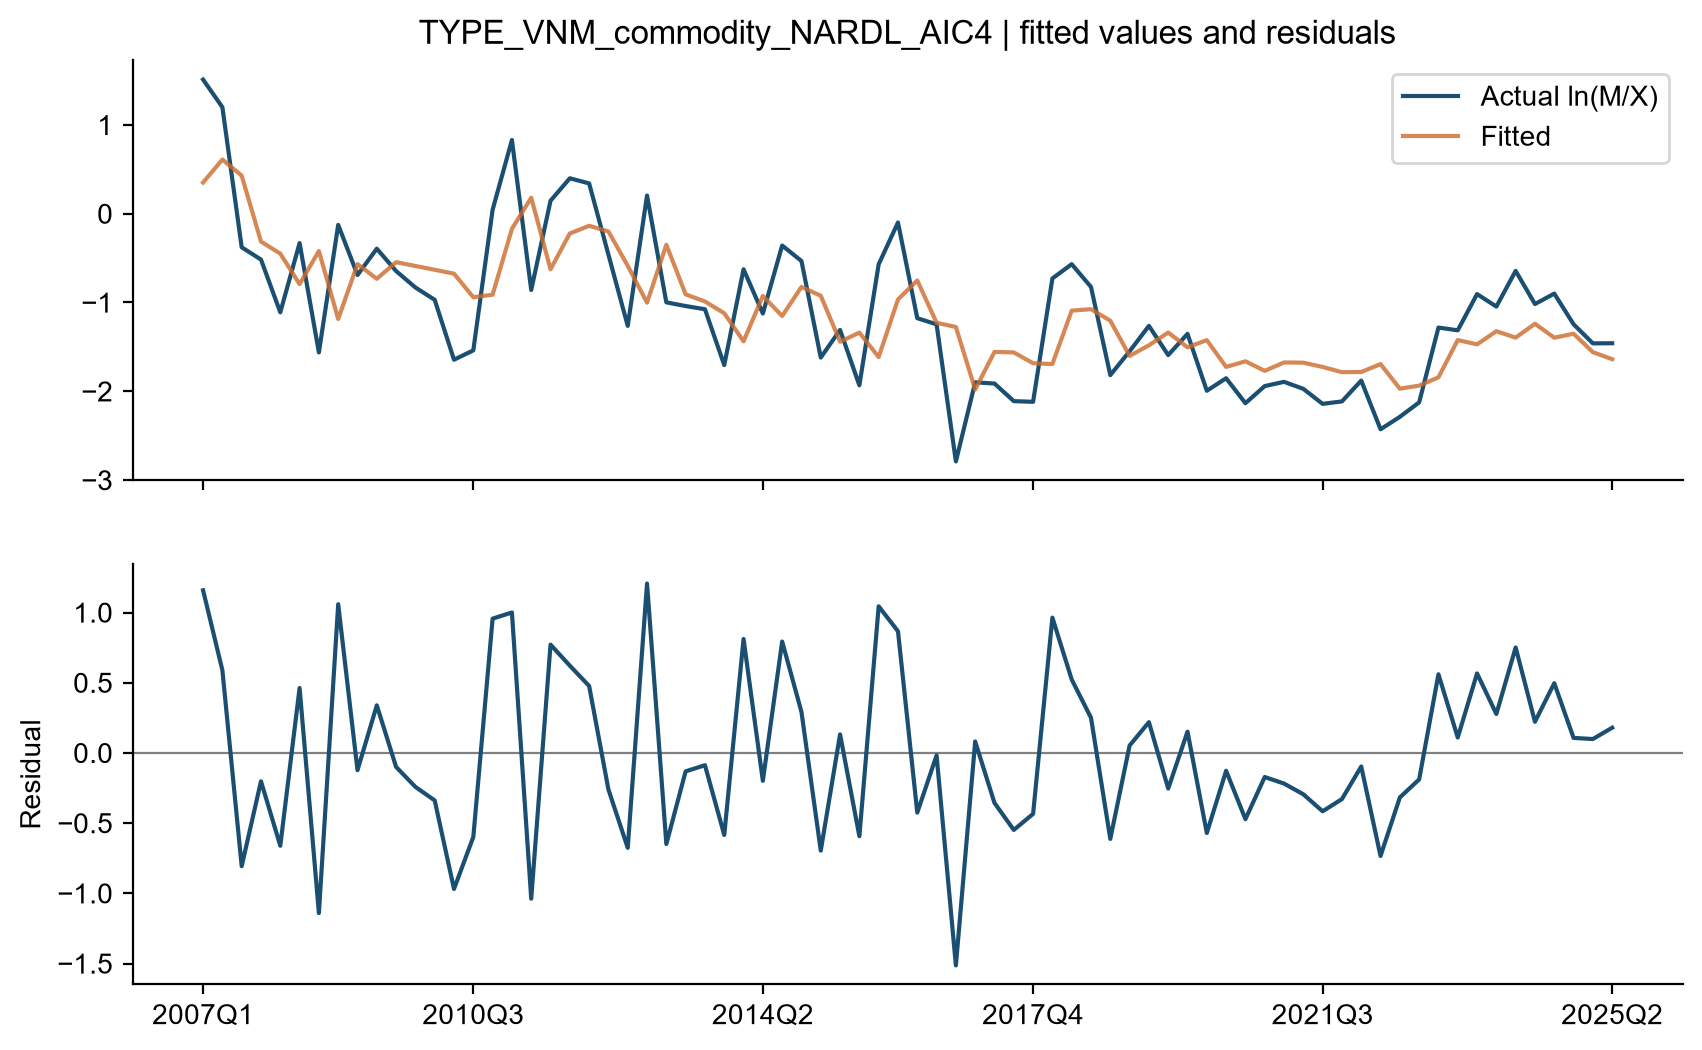 TYPE_VNM_commodity_NARDL_AIC4 | fitted values and residuals
Actual ln(M/X)
Fitted
1
0
−1
−2
−3
Residual
1.0
0.5
0.0
−0.5
−1.0
−1.5
2007Q1 2010Q3 2014Q2 2017Q4 2021Q3 2025Q2